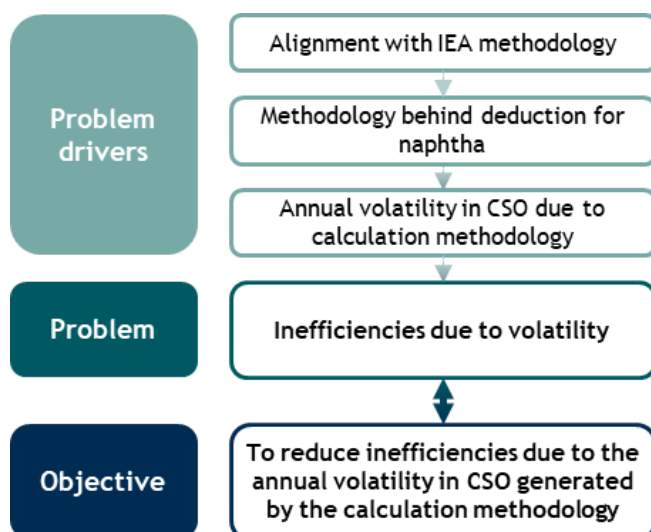 Problem
drivers
Alignment with IEA methodology
Methodology behind deduction for
naphtha
Annual volatility in CSO due to
calculation methodology
Problem
Inefficiencies due to volatility
Objective
To reduce inefficiencies due to the
annual volatility in CSO generated
by the calculation methodology